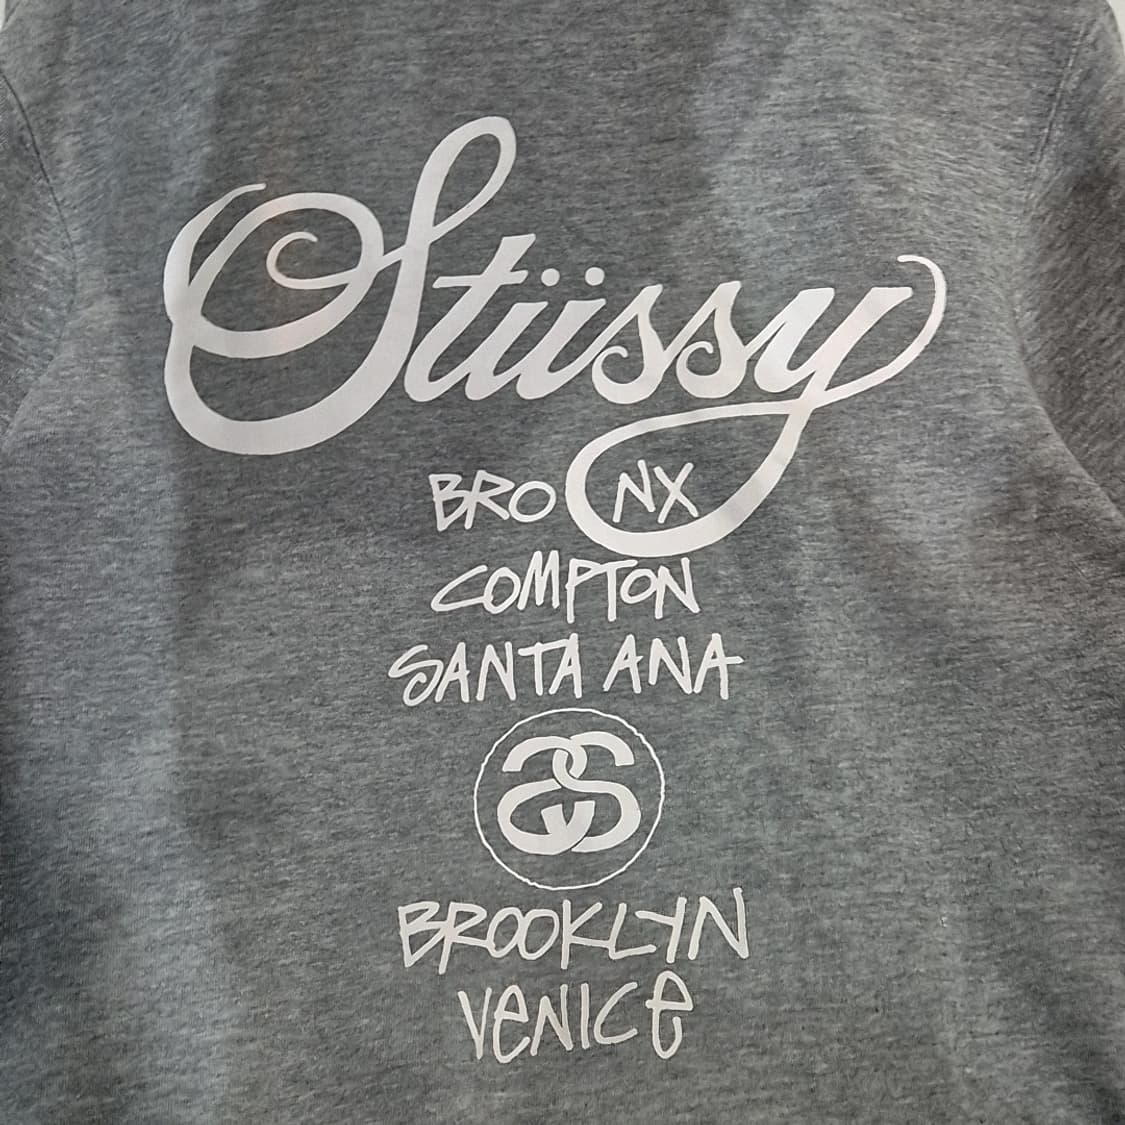 Stüssy
BRONX
COMPTON
SANTA ANA
SS
BROOKLYN
VENICE